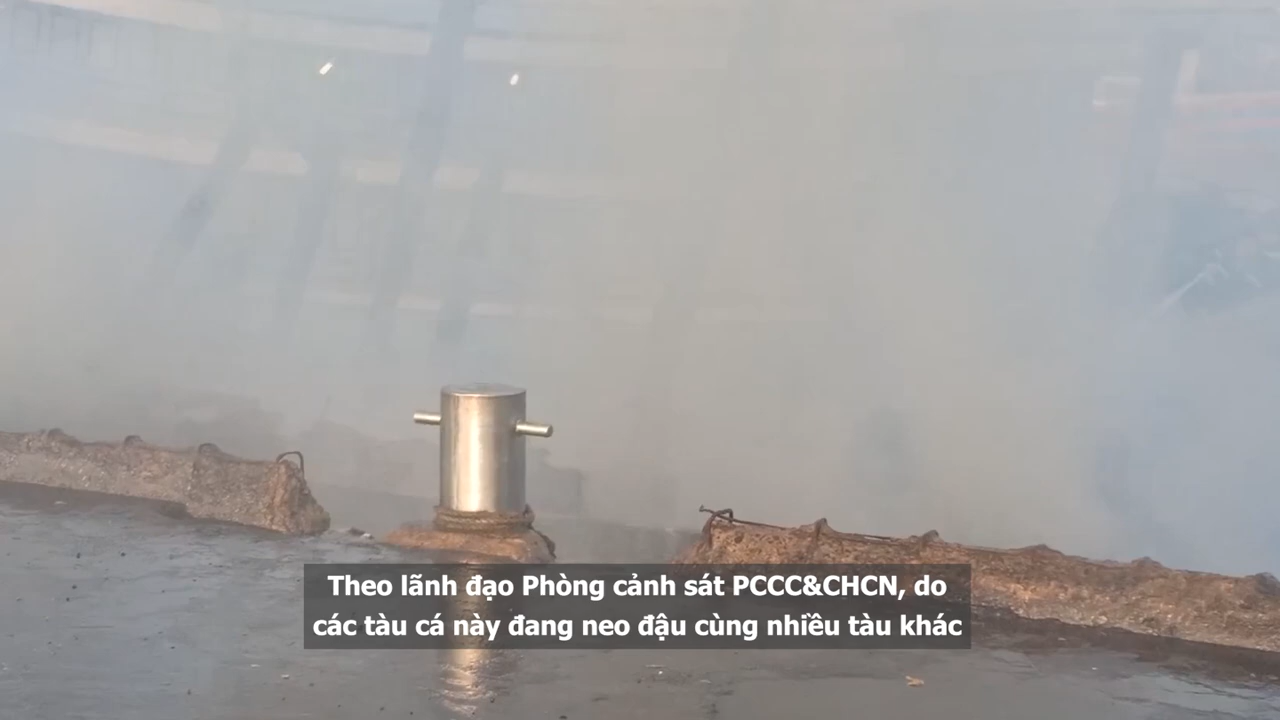 Theo lãnh đạo Phòng cảnh sát PCCC&CHCN, do
các tàu cá này đang neo đậu cùng nhiều tàu khác